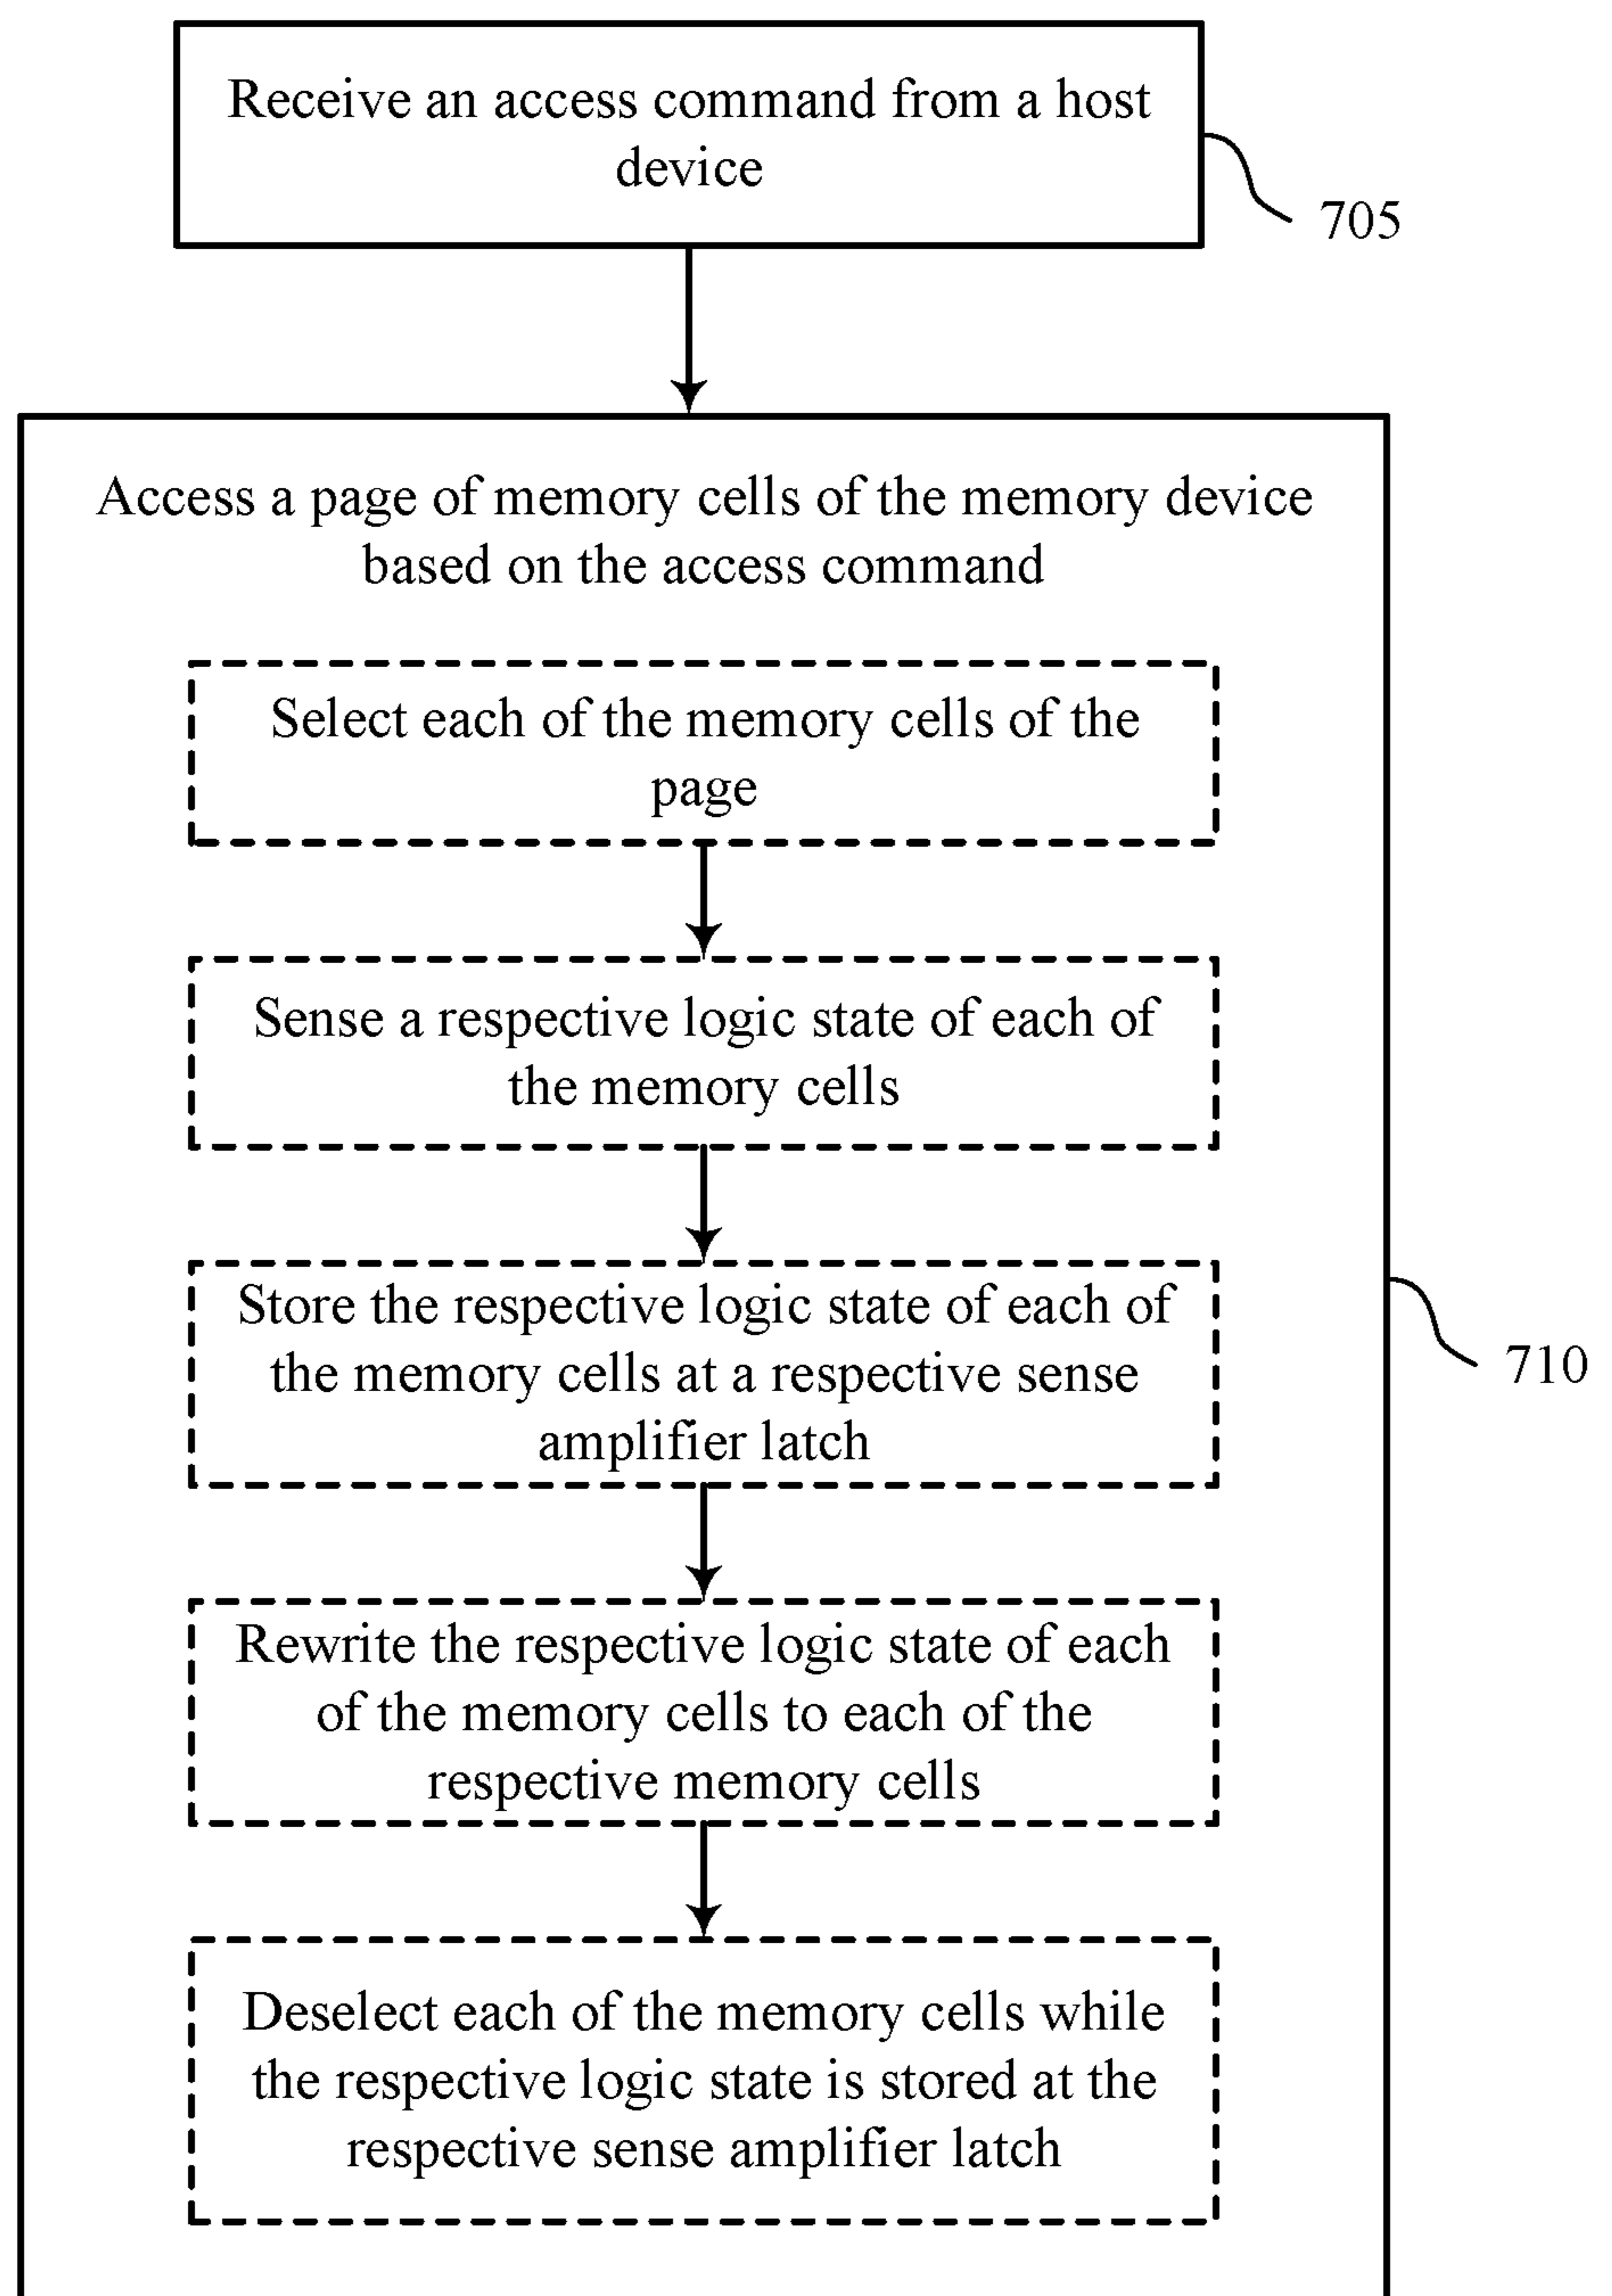 Receive an access command from a host
device
705
Access a page of memory cells of the memory device
based on the access command
Select each of the memory cells of the
page
Sense a respective logic state of each of
the memory cells
Store the respective logic state of each of
the memory cells at a respective sense
amplifier latch
710
Rewrite the respective logic state of each
of the memory cells to each of the
respective memory cells
Deselect each of the memory cells while
the respective logic state is stored at the
respective sense amplifier latch